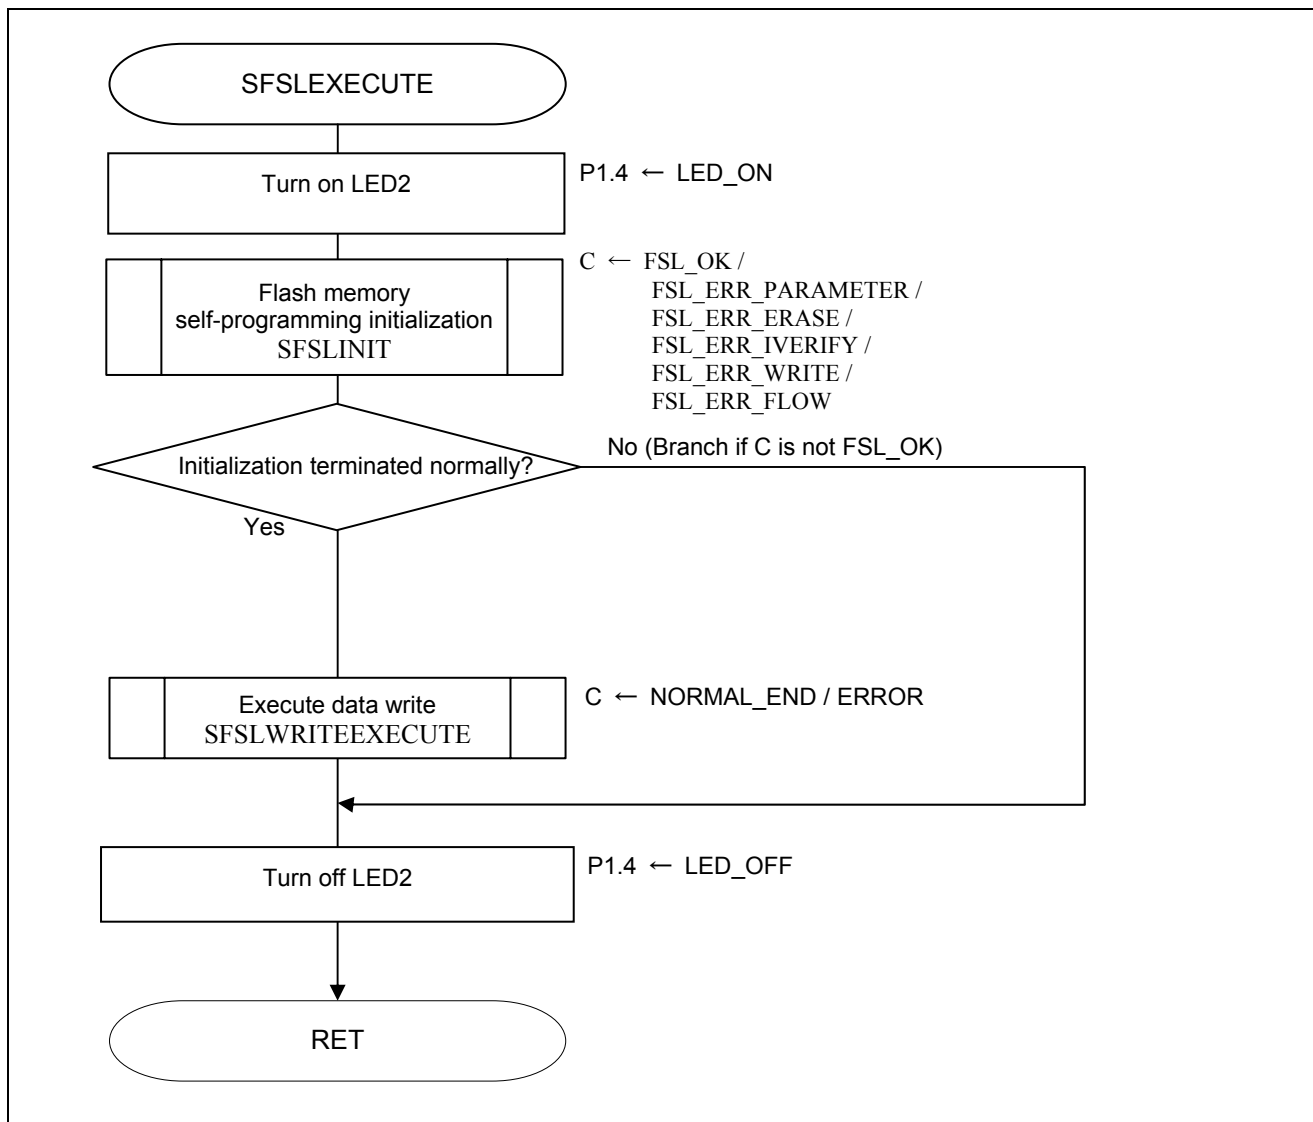 SFSLEXECUTE
Turn on LED2
P1.4 ← LED_ON
Flash memory
self-programming initialization
SFSLINIT
C ← FSL_OK /
FSL_ERR_PARAMETER /
FSL_ERR_ERASE /
FSL_ERR_IVERIFY /
FSL_ERR_WRITE /
FSL_ERR_FLOW
Initialization terminated normally?
No (Branch if C is not FSL_OK)
Yes
Execute data write
SFSLWRITEEXECUTE
C ← NORMAL_END / ERROR
Turn off LED2
P1.4 ← LED_OFF
RET